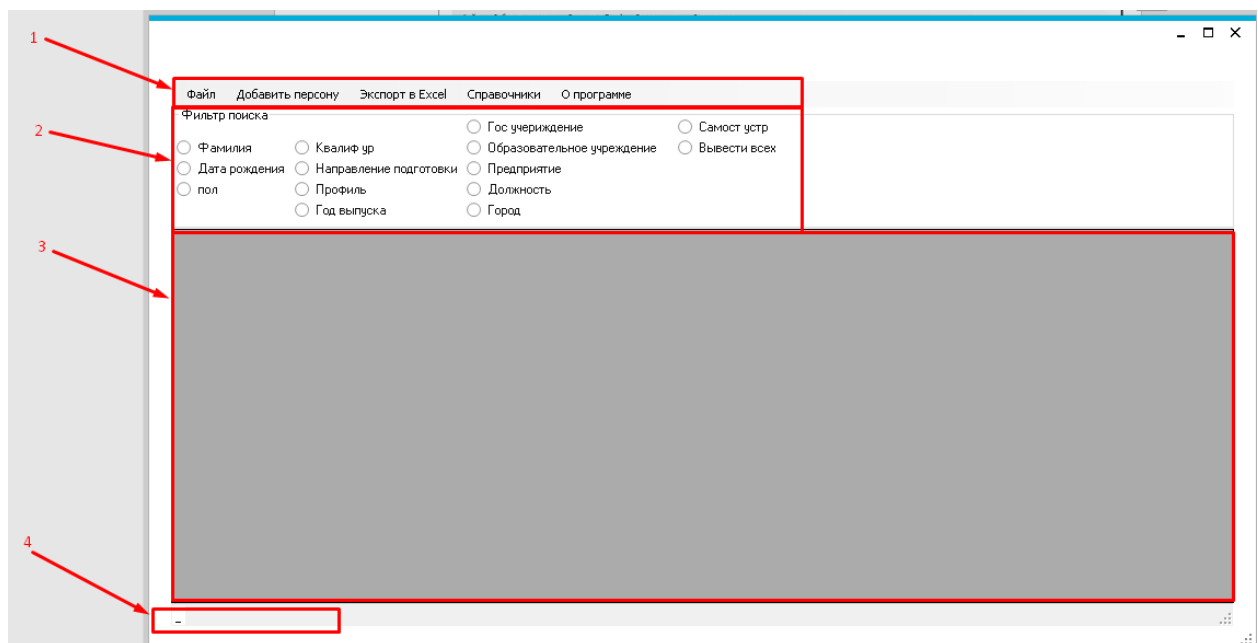 1
Файл Добавить персону Экспорт в Excel Справочники О программе
2
Фильтр поиска
Гос учериждение Самост устр
Фамилия Квалиф ур Образовательное учреждение Вывести всех
Дата рождения Направление подготовки Предприятие
пол Профиль Должность
Год выпуска Город
3
4